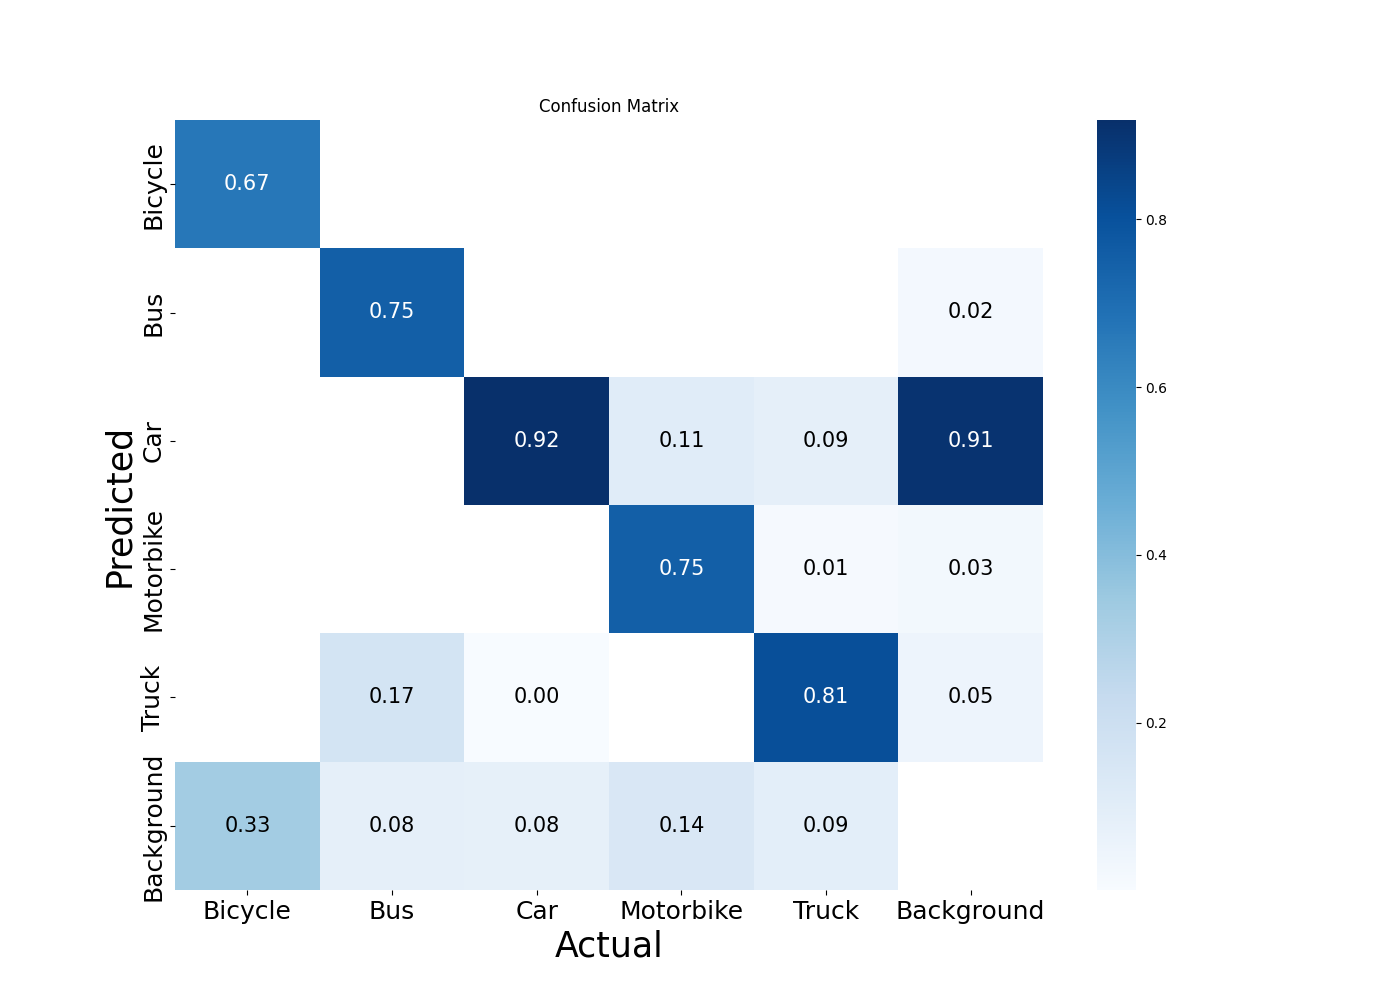 Confusion Matrix
Predicted
Bicycle 0.67
Bus 0.75 0.02
Car 0.92 0.11 0.09 0.91
Motorbike 0.75 0.01 0.03
Truck 0.17 0.00 0.81 0.05
Background 0.33 0.08 0.08 0.14 0.09
Bicycle Bus Car Motorbike Truck Background
Actual
0.8
0.6
0.4
0.2